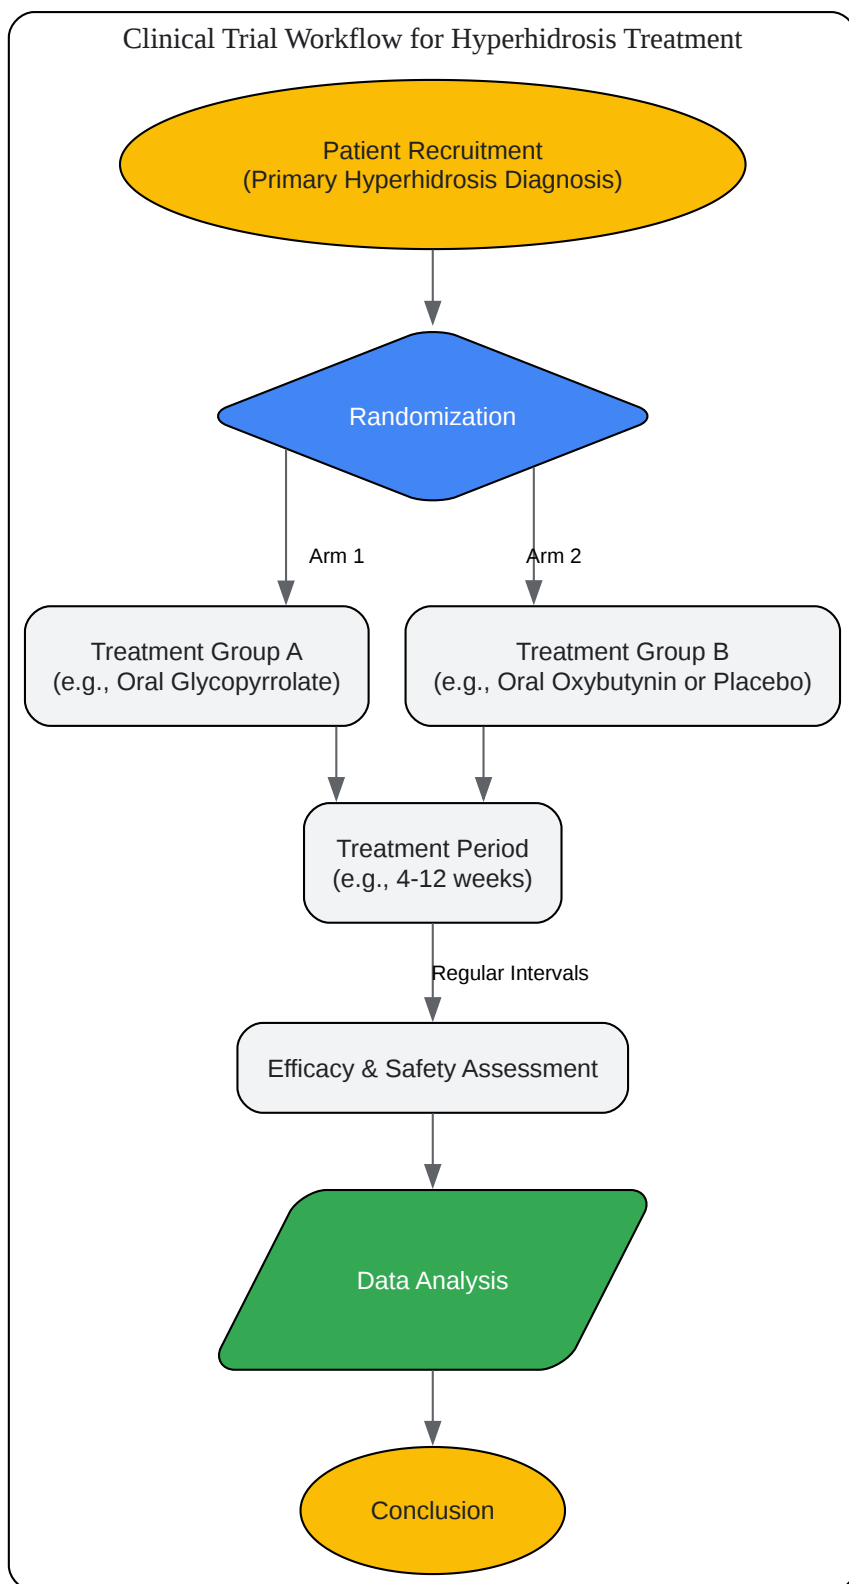 Clinical Trial Workflow for Hyperhidrosis Treatment
Patient Recruitment
(Primary Hyperhidrosis Diagnosis)
Randomization
Arm 1
Arm 2
Treatment Group A
(e.g., Oral Glycopyrrolate)
Treatment Group B
(e.g., Oral Oxybutynin or Placebo)
Treatment Period
(e.g., 4-12 weeks)
Regular Intervals
Efficacy & Safety Assessment
Data Analysis
Conclusion